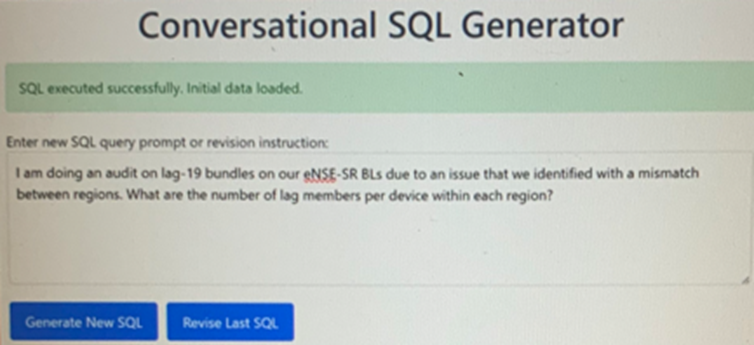 Conversational SQL Generator
SQL executed successfully. Initial data loaded.
Enter new SQL query prompt or revision instruction:
I am doing an audit on lag-19 bundles on our eNSE-SR BLs due to an issue that we identified with a mismatch
between regions. What are the number of lag members per device within each region?
Generate New SQL
Revise Last SQL